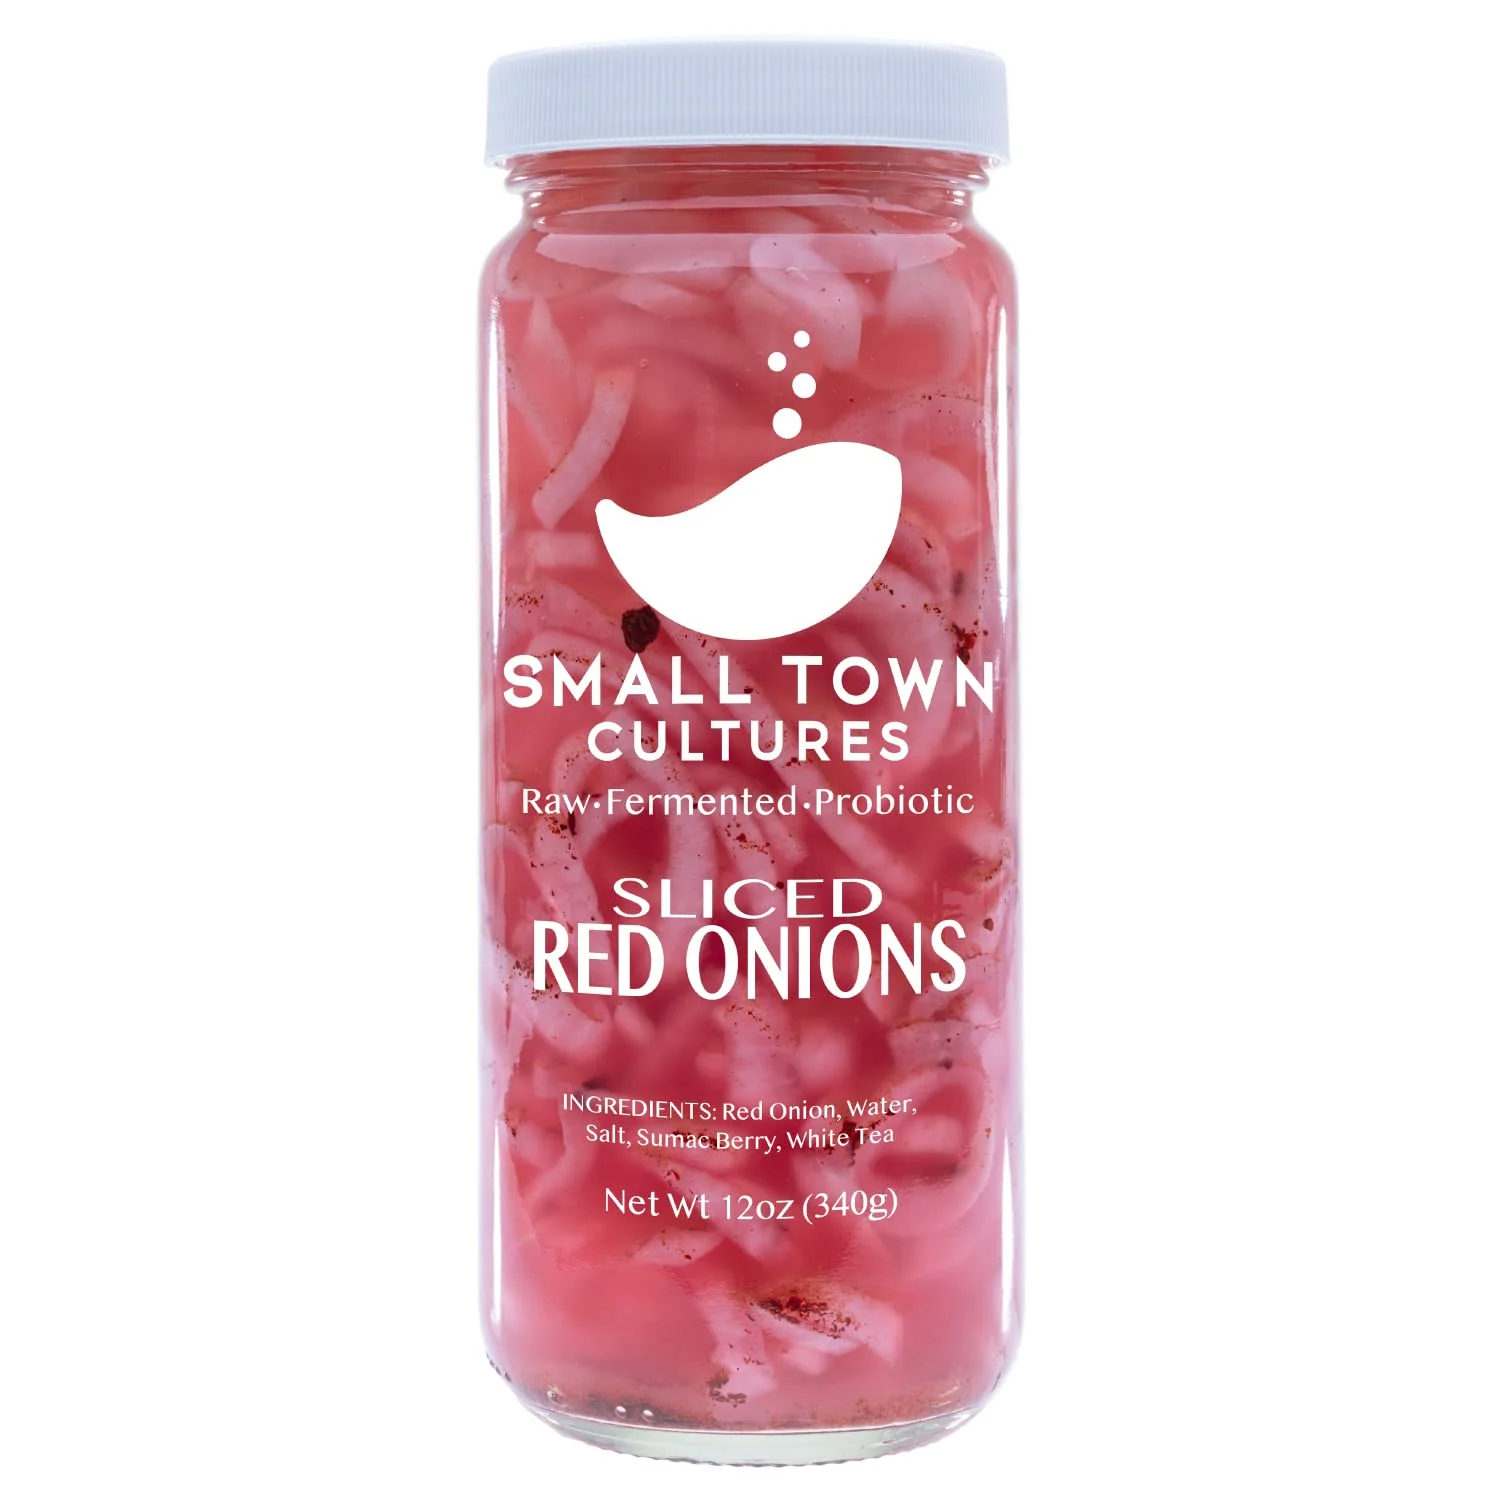 SMALL TOWN
CULTURES
Raw·Fermented·Probiotic
SLICED
RED ONIONS
INGREDIENTS: Red Onion, Water,
Salt, Sumac Berry, White Tea
Net Wt 12oz (340g)